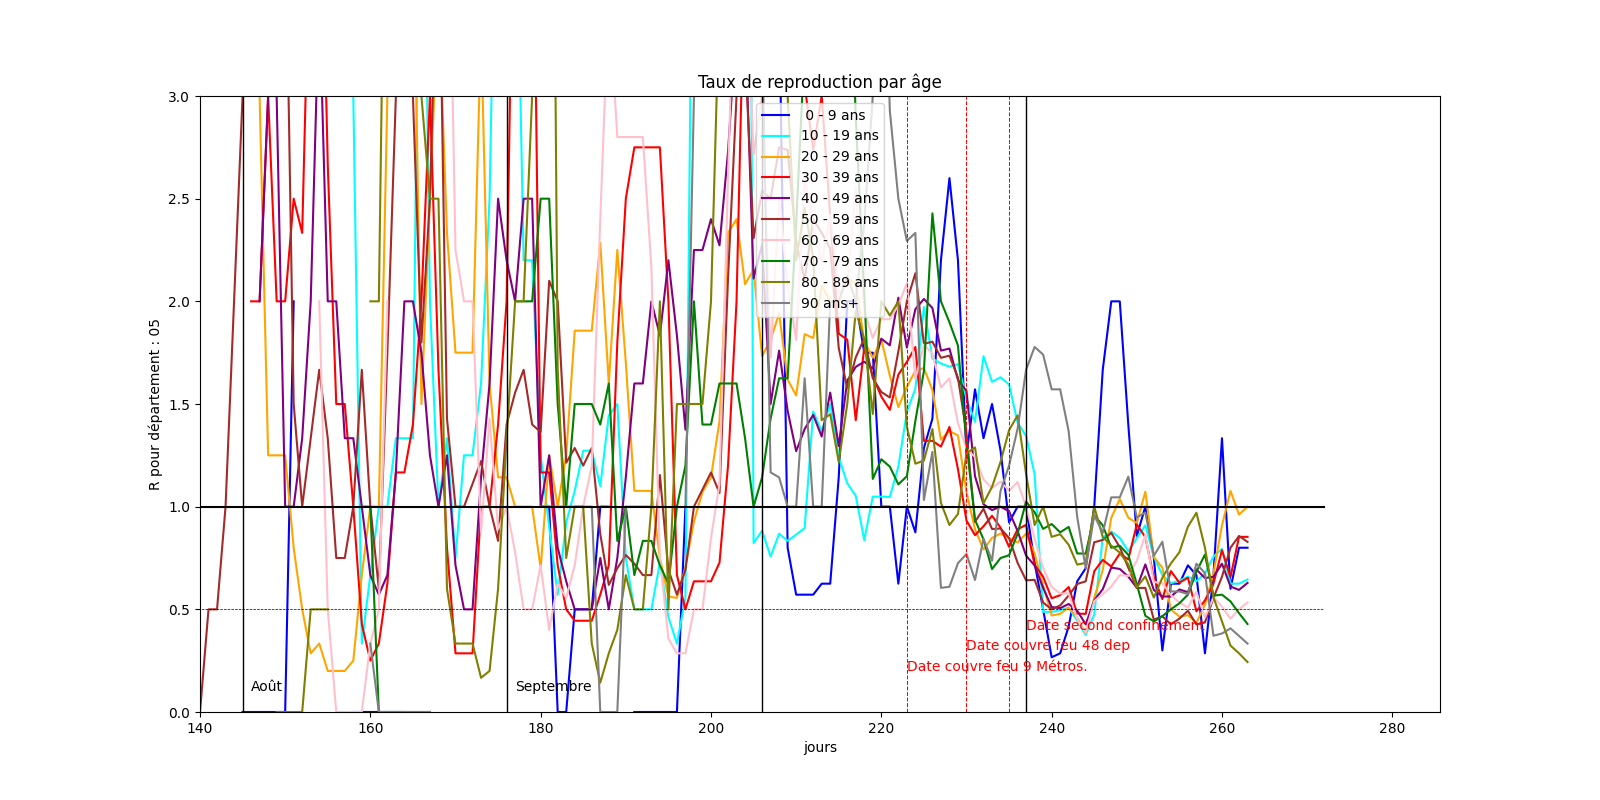 Taux de reproduction par âge
R pour département : 05
3.0
2.5
2.0
1.5
1.0
0.5
0.0
0 - 9 ans
10 - 19 ans
20 - 29 ans
30 - 39 ans
40 - 49 ans
50 - 59 ans
60 - 69 ans
70 - 79 ans
80 - 89 ans
90 ans+
Date second confinement
Date couvre feu 48 dep
Date couvre feu 9 Métros.
Août
Septembre
140
160
180
200
220
240
260
280
jours